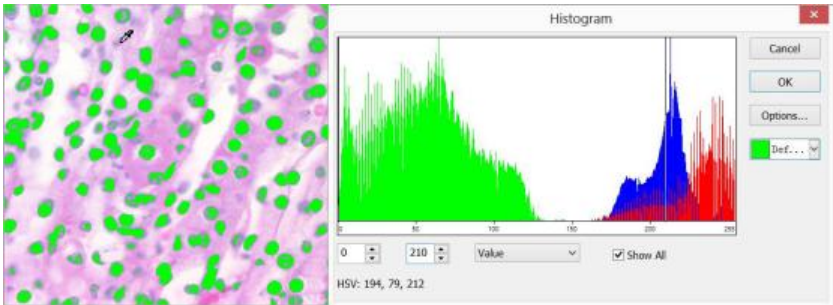 Histogram
Cancel
OK
Options...
Def...
0 50 100 150 200 255
0 210 Value Show All
HSV: 194, 79, 212